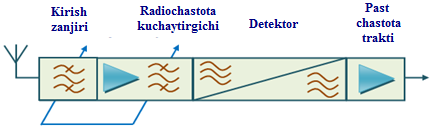 Kirish
zanjiri
Radiochastota
kuchaytirgichi
Detektor
Past
chastota
trakti